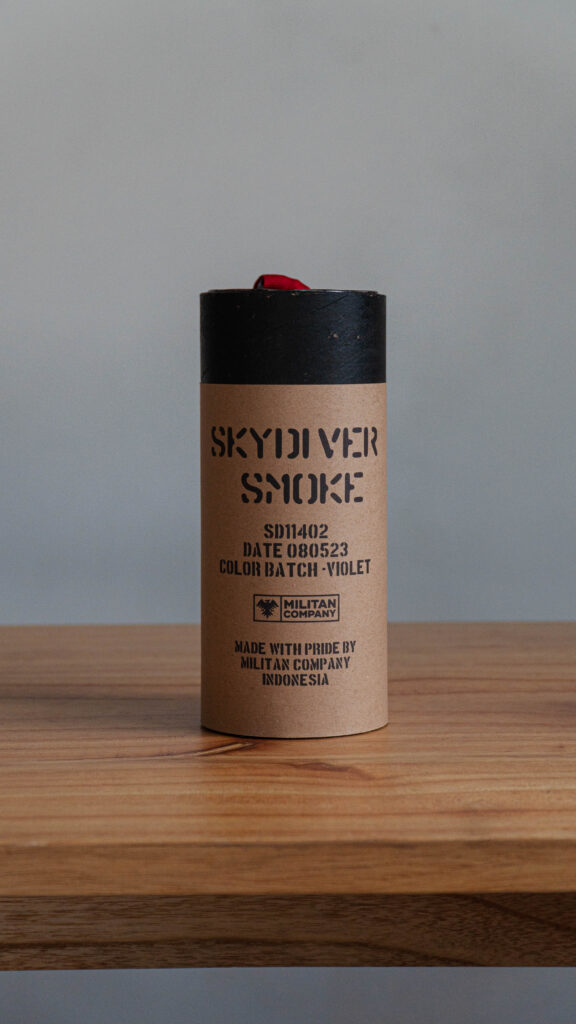 SKYDIVER
SMOKE
SD11402
DATE 080523
COLOR BATCH -VIOLET
MILITAN
COMPANY
MADE WITH PRIDE BY
MILITAN COMPANY
INDONESIA